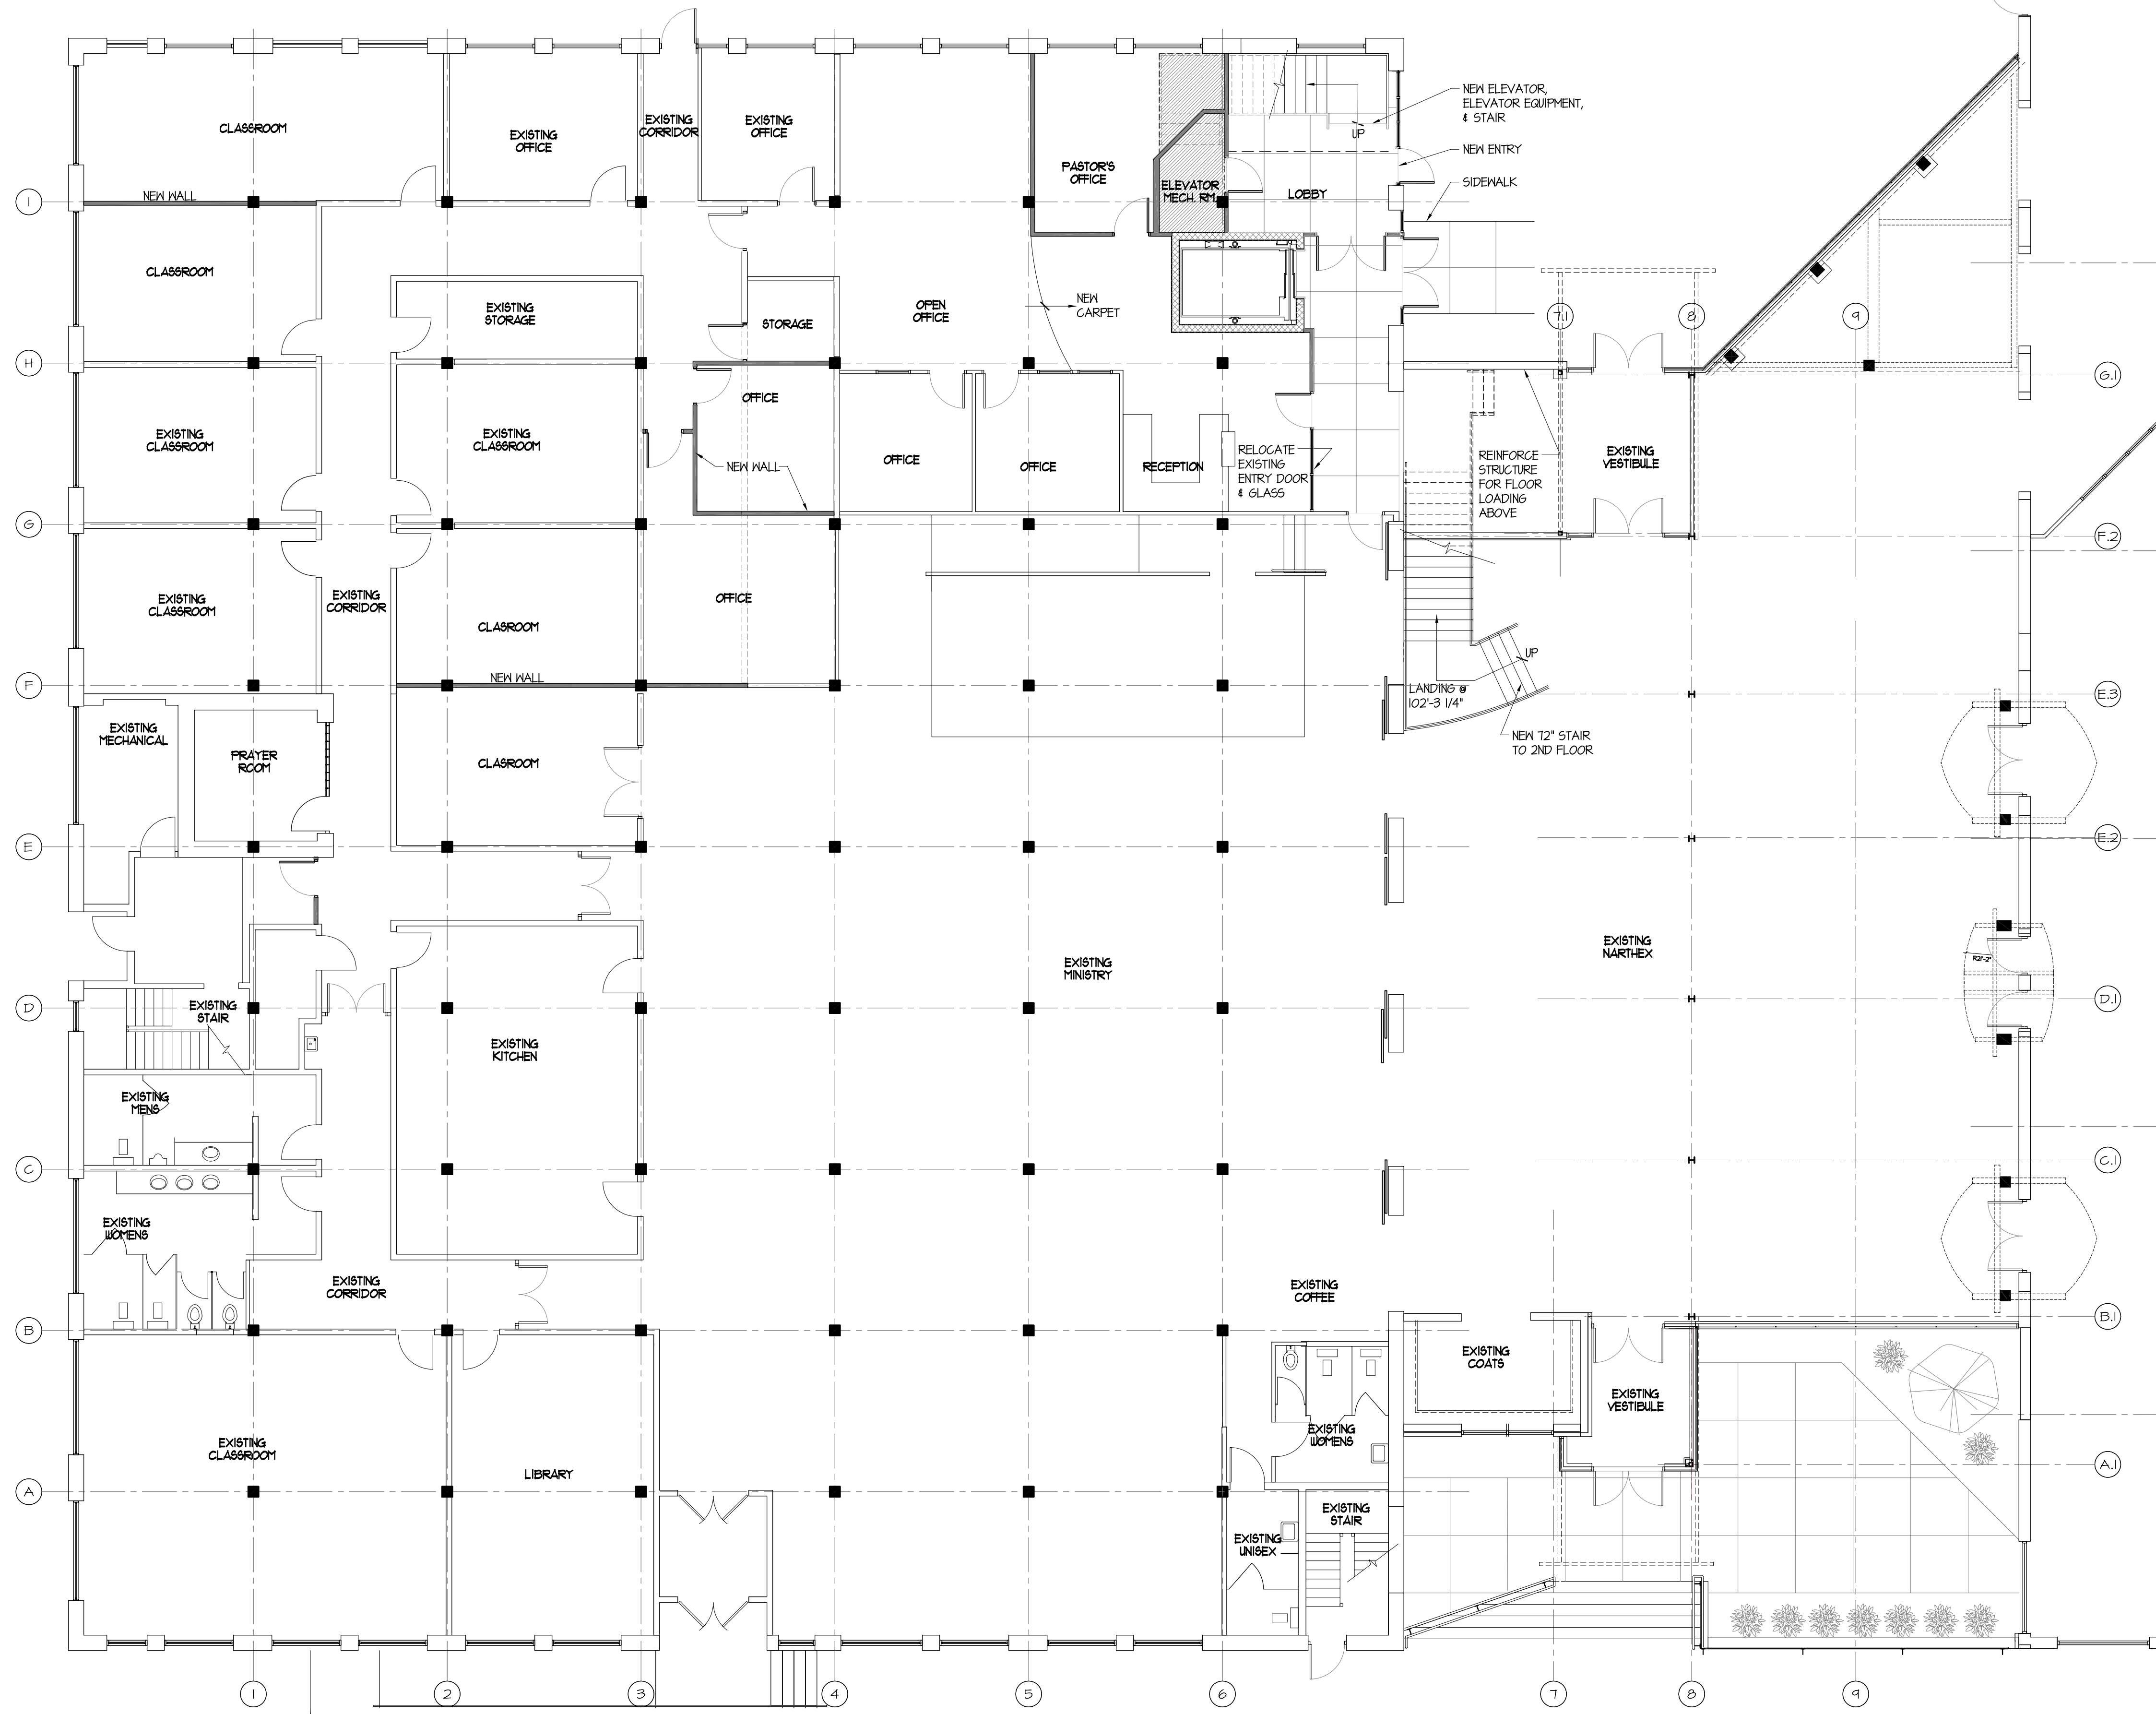 CLASSROOM
EXISTING
OFFICE
EXISTING
CORRIDOR
EXISTING
OFFICE
PASTOR'S
OFFICE
ELEVATOR
MECH. RM.
LOBBY
UP
NEW ELEVATOR,
ELEVATOR EQUIPMENT,
& STAIR
NEW ENTRY
SIDEWALK
I
NEW WALL
CLASSROOM
EXISTING
STORAGE
STORAGE
OPEN
OFFICE
NEW
CARPET
7.1
8
9
H
G.1
EXISTING
CLASSROOM
EXISTING
CLASSROOM
OFFICE
NEW WALL
OFFICE
OFFICE
RECEPTION
RELOCATE
EXISTING
ENTRY DOOR
& GLASS
REINFORCE
STRUCTURE
FOR FLOOR
LOADING
ABOVE
EXISTING
VESTIBULE
G
F.2
EXISTING
CLASSROOM
EXISTING
CORRIDOR
CLASROOM
OFFICE
UP
F
NEW WALL
LANDING @
102'-3 1/4"
E.3
NEW 72" STAIR
TO 2ND FLOOR
EXISTING
MECHANICAL
PRAYER
ROOM
CLASROOM
E
E.2
EXISTING
MINISTRY
EXISTING
NARTHEX
R21'-2"
D
EXISTING
STAIR
D.1
EXISTING
KITCHEN
EXISTING
MENS
C
C.1
EXISTING
WOMENS
EXISTING
CORRIDOR
EXISTING
COFFEE
B
B.1
EXISTING
COATS
EXISTING
VESTIBULE
EXISTING
CLASSROOM
LIBRARY
EXISTING
WOMENS
A
A.1
EXISTING
STAIR
EXISTING
UNISEX
1
2
3
4
5
6
7
8
9